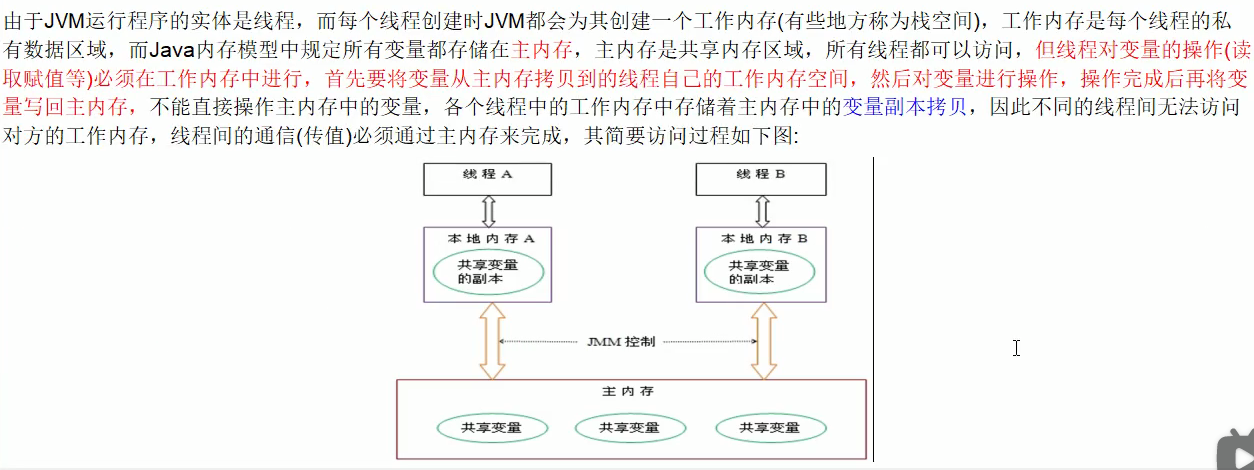 由于JVM运行程序的实体是线程，而每个线程创建时JVM都会为其创建一个工作内存(有些地方称为栈空间)，工作内存是每个线程的私
有数据区域，而Java内存模型中规定所有变量都存储在主内存，主内存是共享内存区域，所有线程都可以访问，但线程对变量的操作(读
取赋值等)必须在工作内存中进行，首先要将变量从主内存拷贝到的线程自己的工作内存空间，然后对变量进行操作，操作完成后再将变
量写回主内存，不能直接操作主内存中的变量，各个线程中的工作内存中存储着主内存中的变量副本拷贝，因此不同的线程间无法访问
对方的工作内存，线程间的通信(传值)必须通过主内存来完成，其简要访问过程如下图:
线程 A
线程 B
本地内存 A
本地内存 B
共享变量
的副本
共享变量
的副本
JMM 控制
主内存
共享变量
共享变量
共享变量